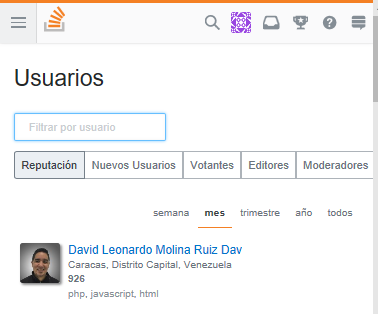 Usuarios
Filtrar por usuario
Reputación Nuevos Usuarios Votantes Editores Moderadores
semana mes trimestre año todos
David Leonardo Molina Ruiz Dav
Caracas, Distrito Capital, Venezuela
926
php, javascript, html